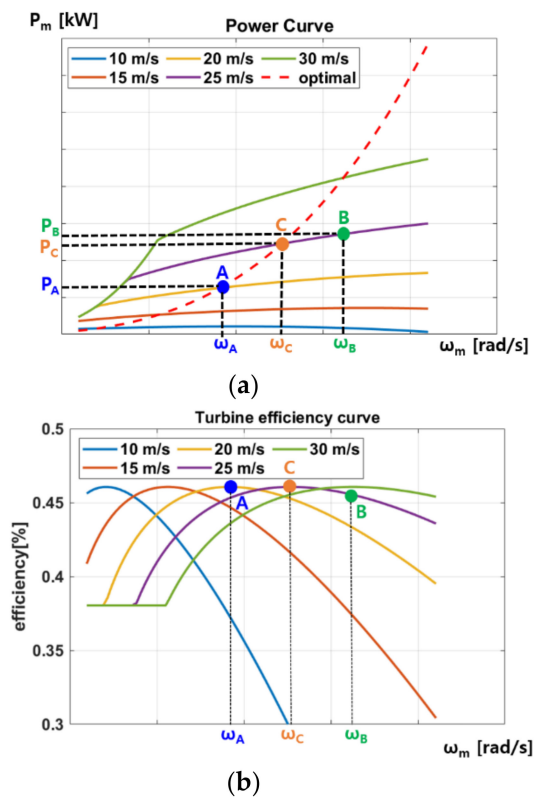 Pm [kW]
Power Curve
10 m/s 20 m/s 30 m/s
15 m/s 25 m/s optimal
PB
PC
PA
A
C
B
ωA ωC ωB ωm [rad/s]
(a)
Turbine efficiency curve
0.5
0.45
0.4
0.35
0.3
efficiency[%]
10 m/s 20 m/s 30 m/s
15 m/s 25 m/s
A
C
B
ωA ωC ωB ωm [rad/s]
(b)